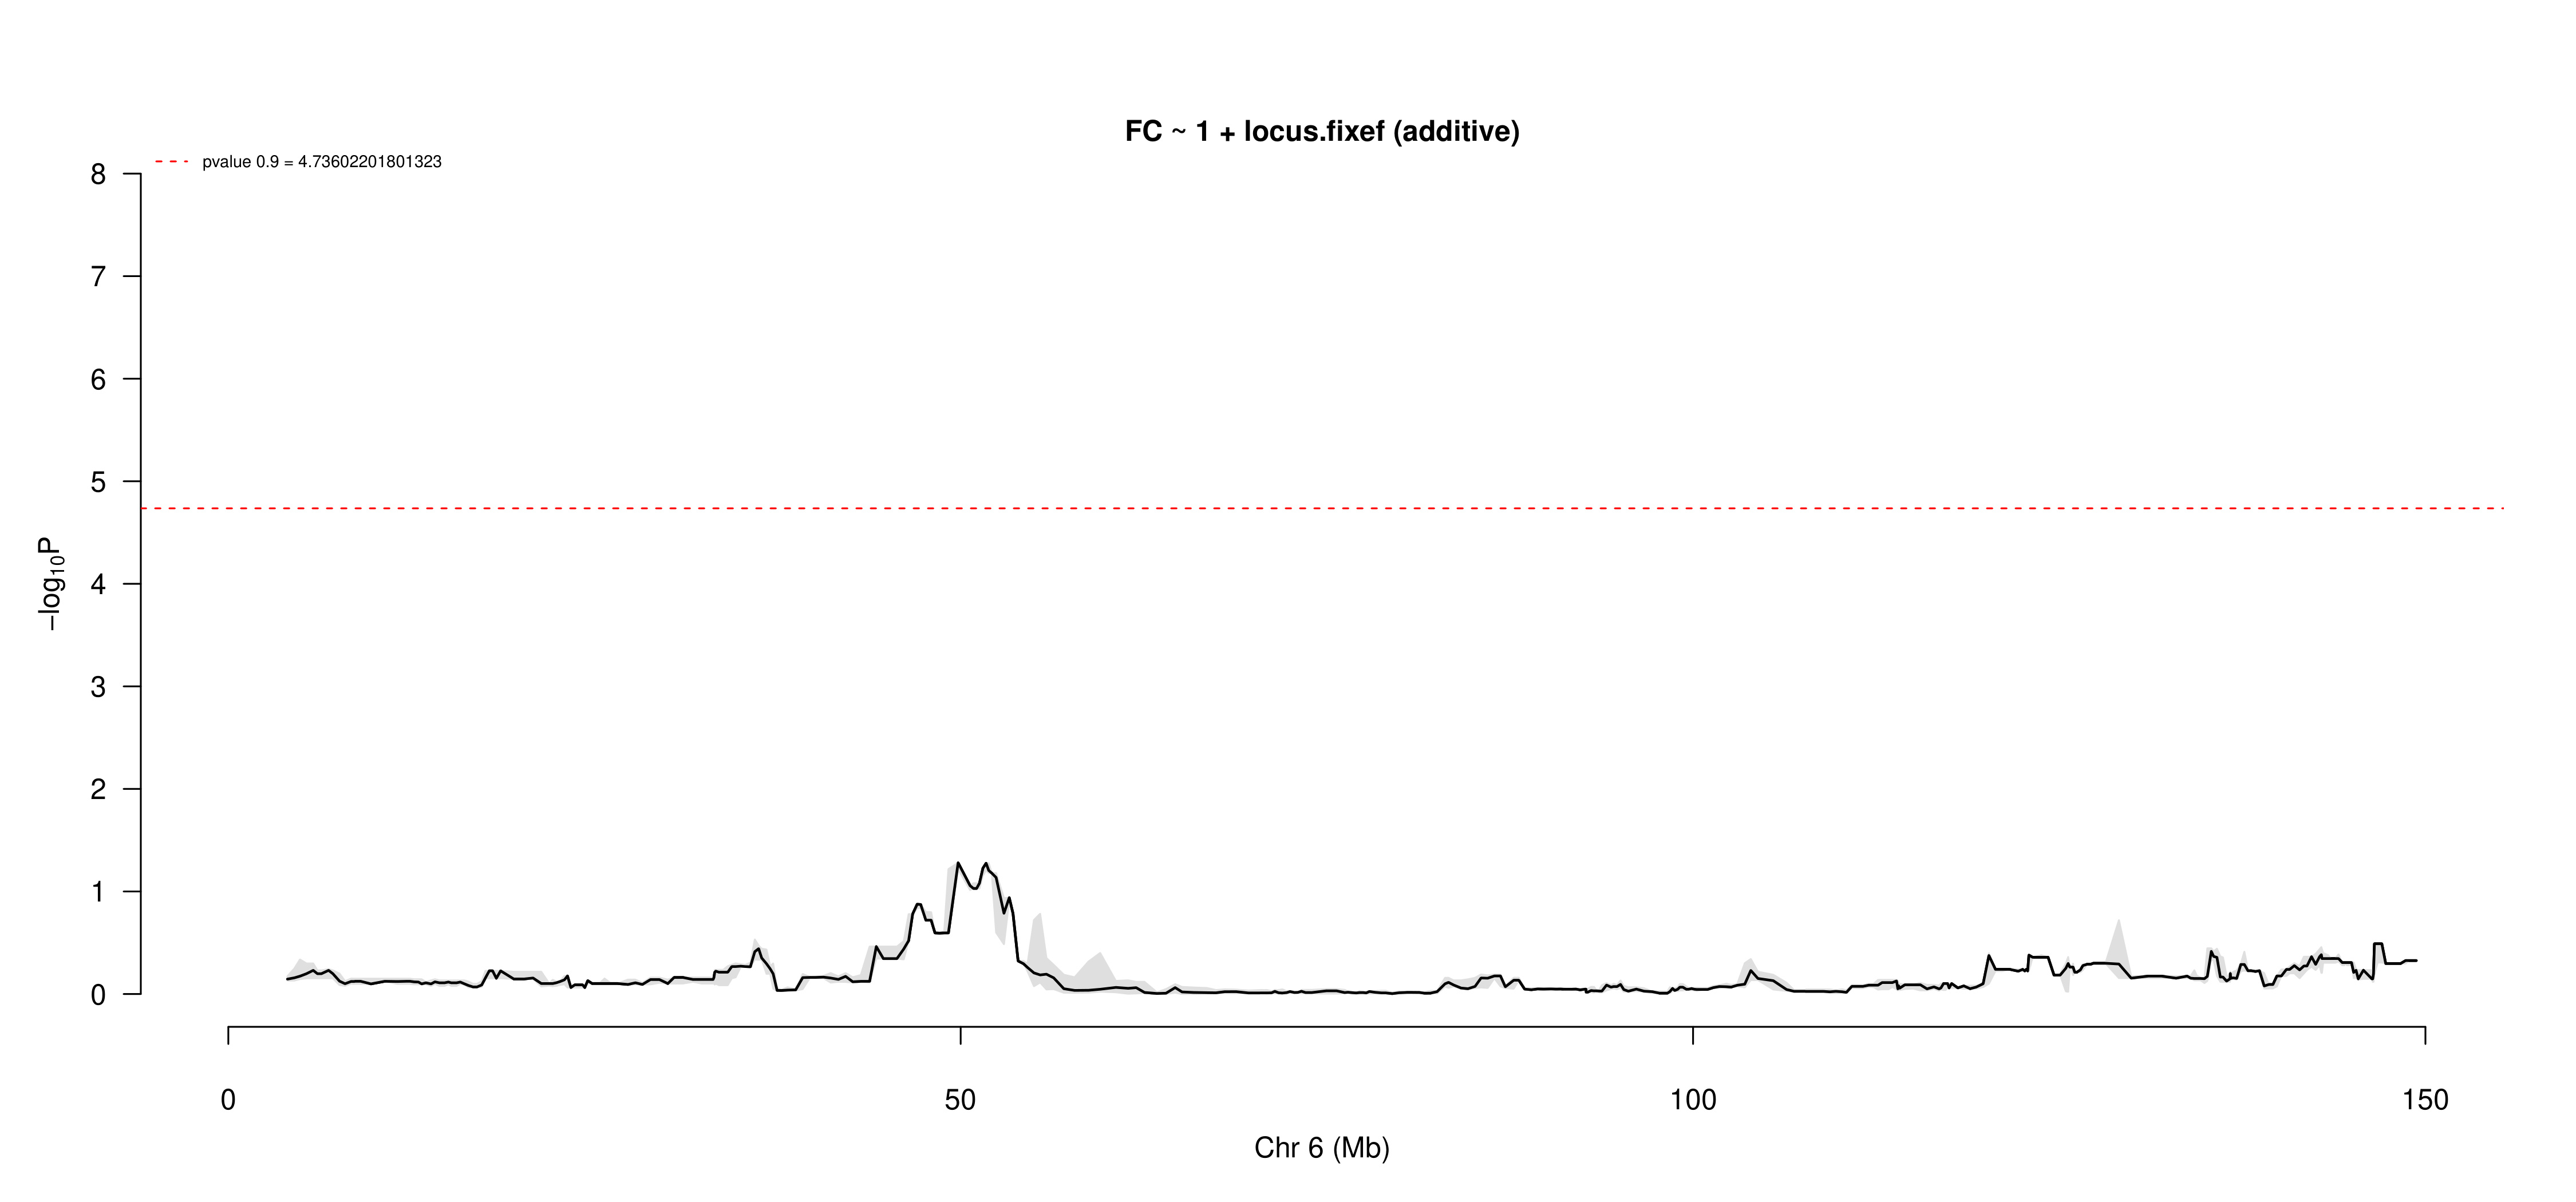 FC ~ 1 + locus.fixef (additive)
pvalue 0.9 = 4.73602201801323
8
7
6
5
4
3
2
1
0
−log10P
0 50 100 150
Chr 6 (Mb)